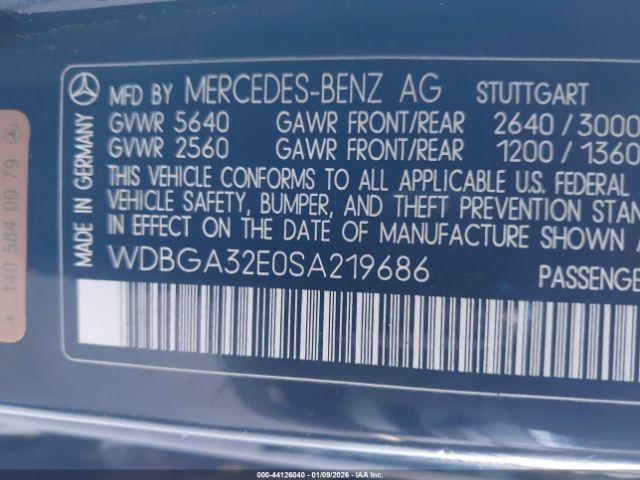 MFD BY MERCEDES-BENZ AG STUTTGART
GVWR 5640 GAWR FRONT/REAR 2640 / 3000
GVWR 2560 GAWR FRONT/REAR 1200 / 1360
THIS VEHICLE CONFORMS TO ALL APPLICABLE U.S. FEDERAL
VEHICLE SAFETY, BUMPER, AND THEFT PREVENTION STAN
IN EFFECT ON THE DATE OF MANUFACTURE SHOWN A
WDBGA32E0SA219686 PASSENGE
MADE IN GERMANY
140 584 00 79
000-44126040 - 01/09/2026 - IAA Inc.